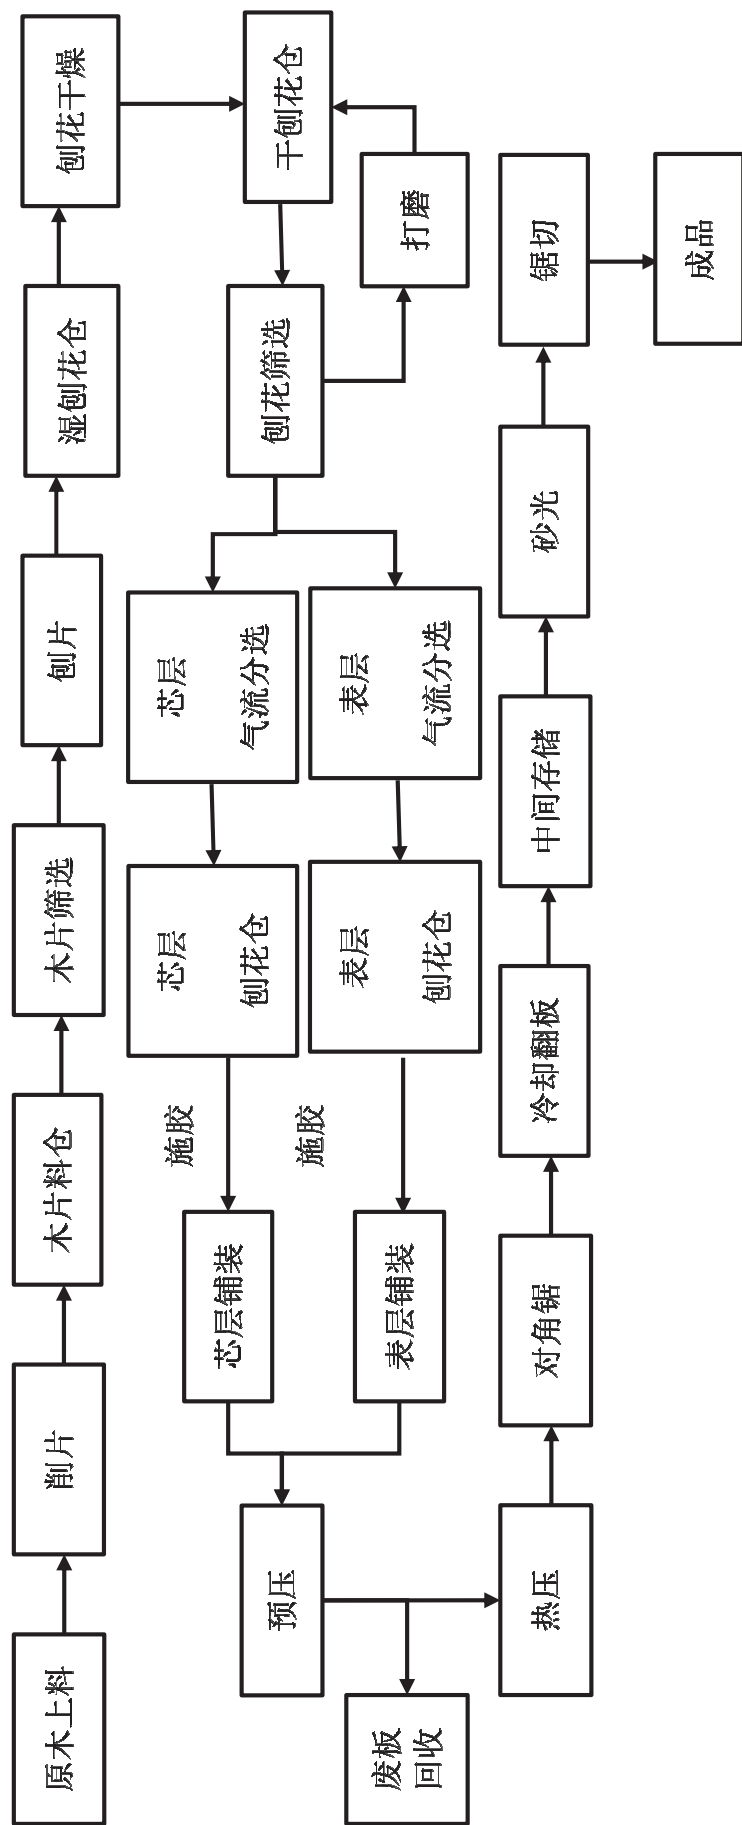 原木上料
削片
木片料仓
木片筛选
刨片
湿刨花仓
刨花干燥
干刨花仓
打磨
刨花筛选
芯层
气流分选
表层
气流分选
芯层
刨花仓
表层
刨花仓
施胶
施胶
芯层铺装
表层铺装
预压
废板
回收
热压
对角锯
冷却翻板
中间存储
砂光
锯切
成品